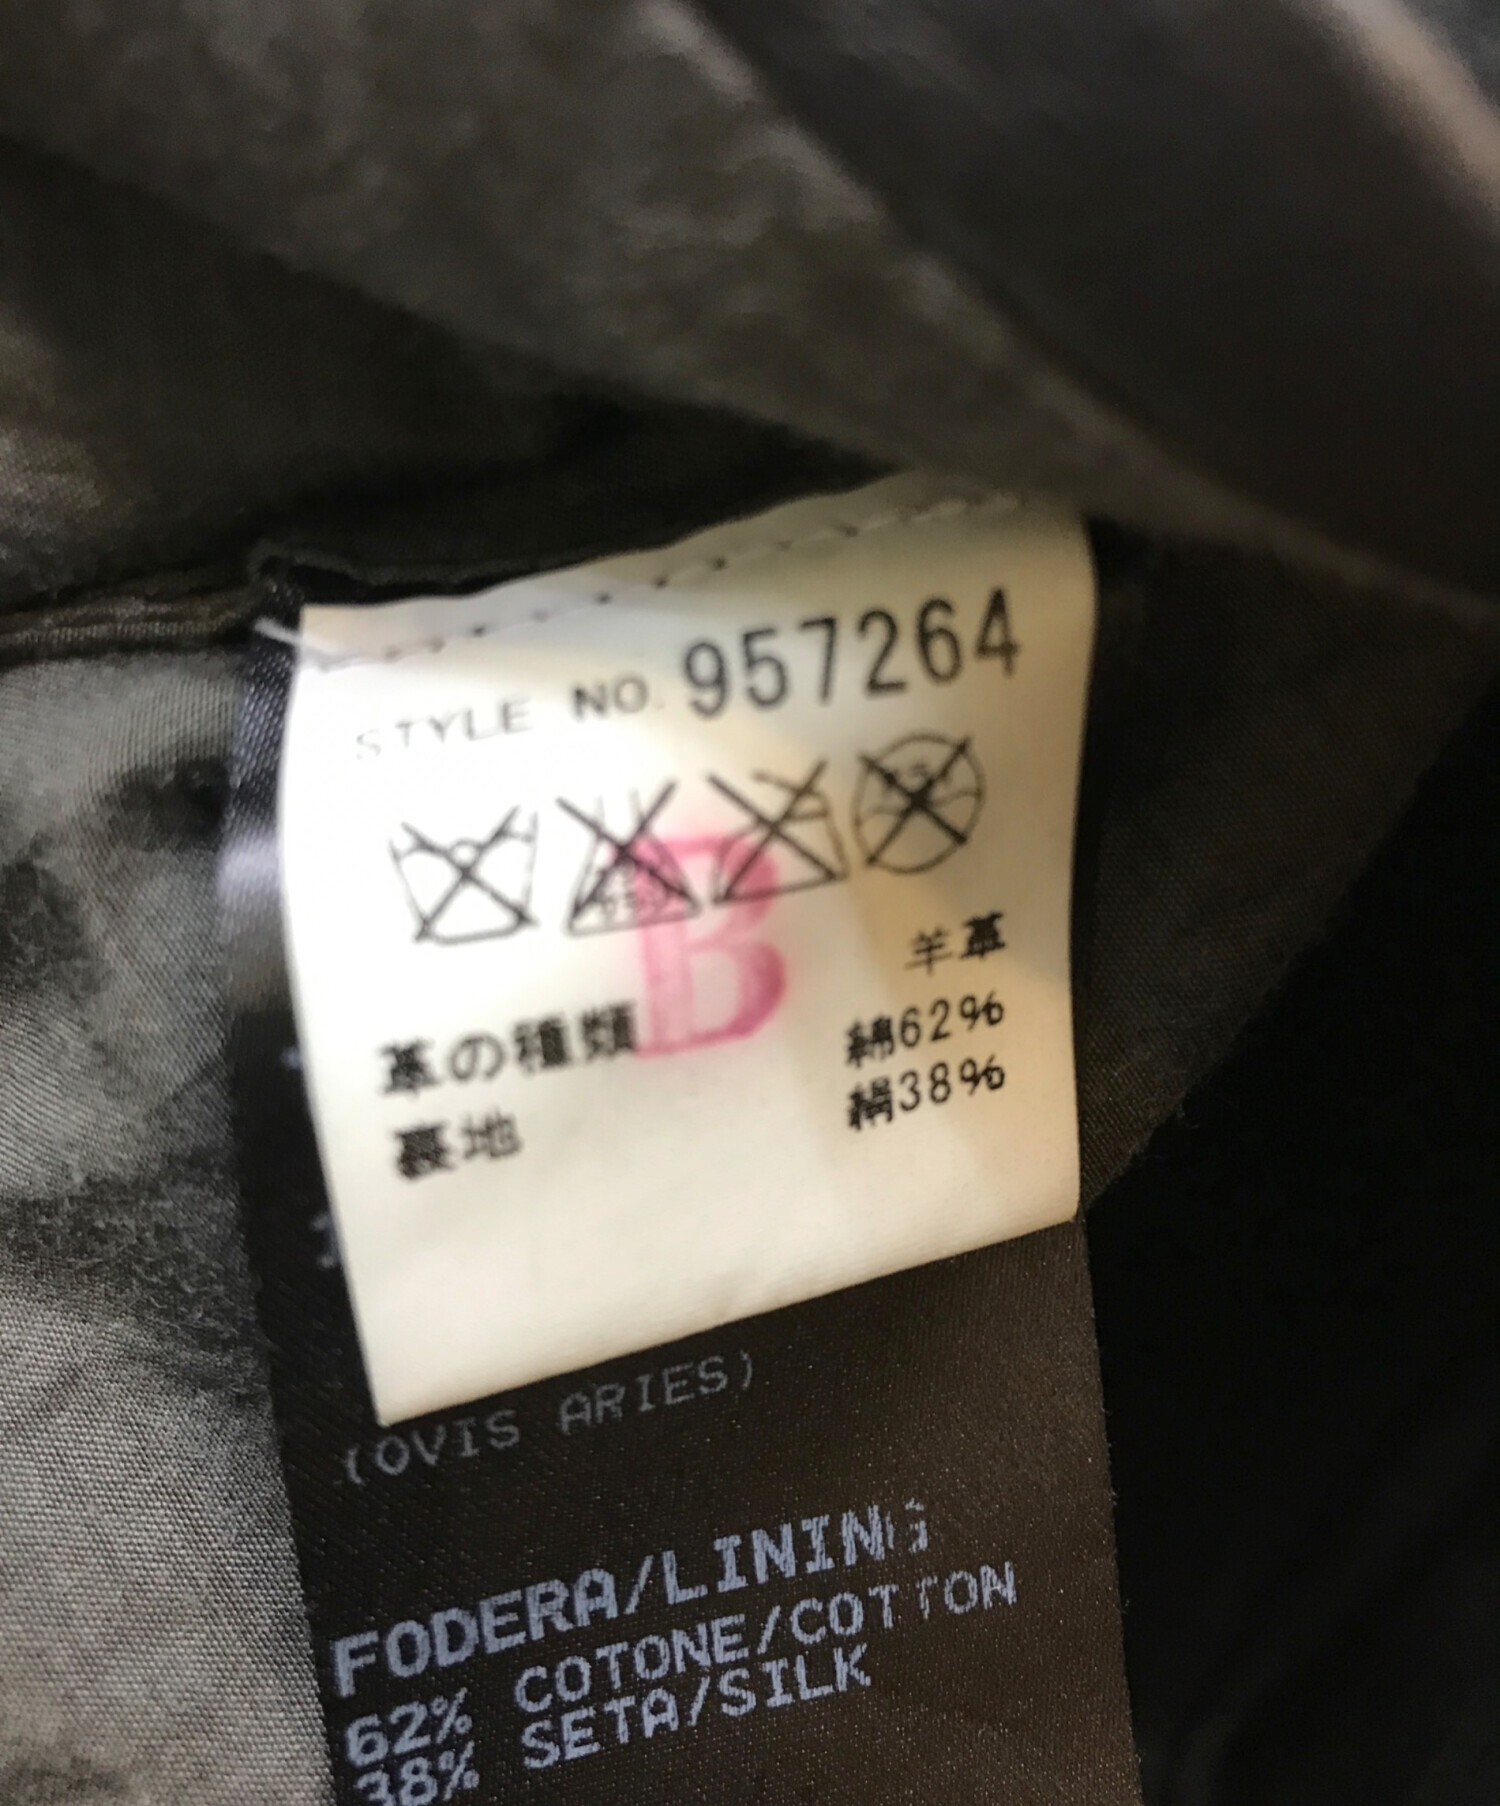 STYLE NO. 957264
B
羊革
革の種類 綿62%
裏地 絹38%
(OVIS ARIES)
FODERA/LINING
62% COTONE/COTTON
38% SETA/SILK